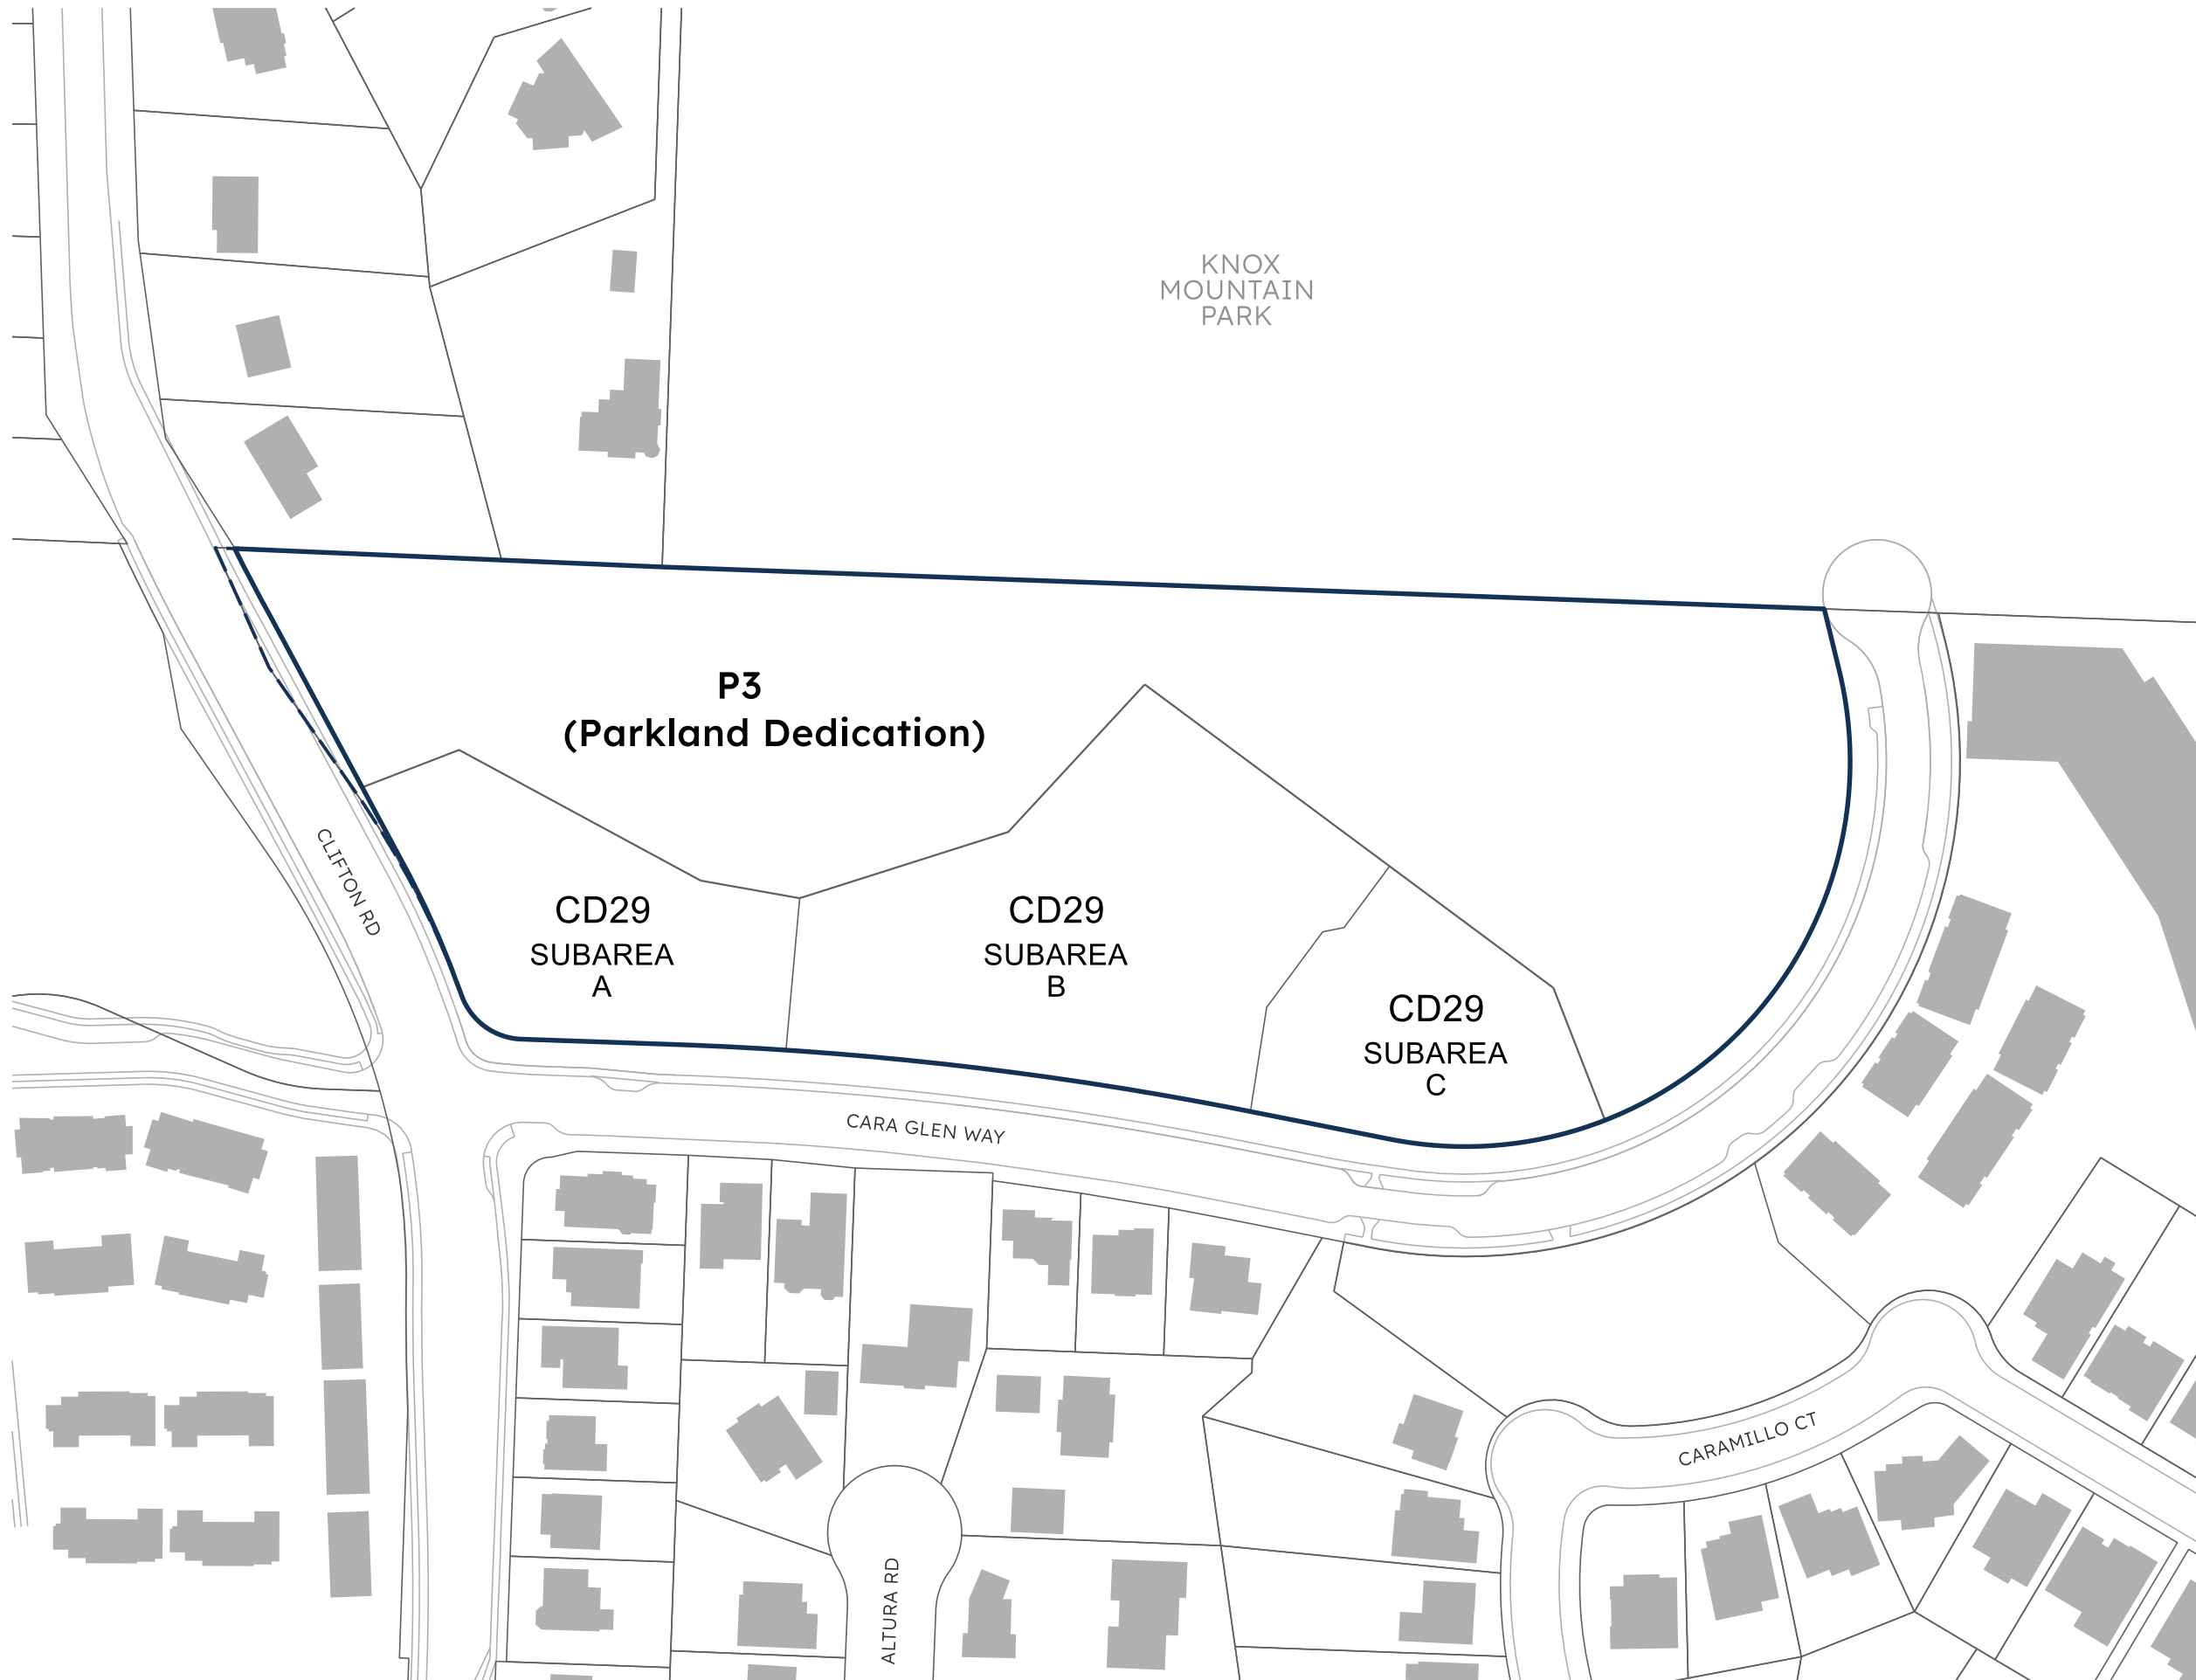 KNOX
MOUNTAIN
PARK
P3
(Parkland Dedication)
CLIFTON RD
CD29
SUBAREA
A
CD29
SUBAREA
B
CD29
SUBAREA
C
CARA GLEN WAY
CARAMILLO CT
ALTURA RD